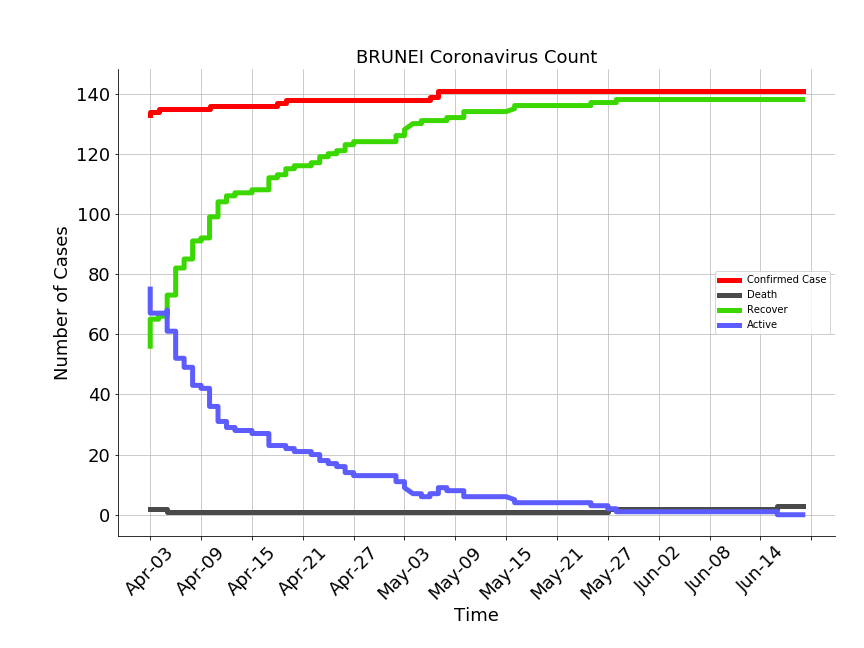 BRUNEI Coronavirus Count
Number of Cases
140
120
100
80
60
40
20
0
Confirmed Case
Death
Recover
Active
Apr-03
Apr-09
Apr-15
Apr-21
Apr-27
May-03
May-09
May-15
May-21
May-27
Jun-02
Jun-08
Jun-14
Time